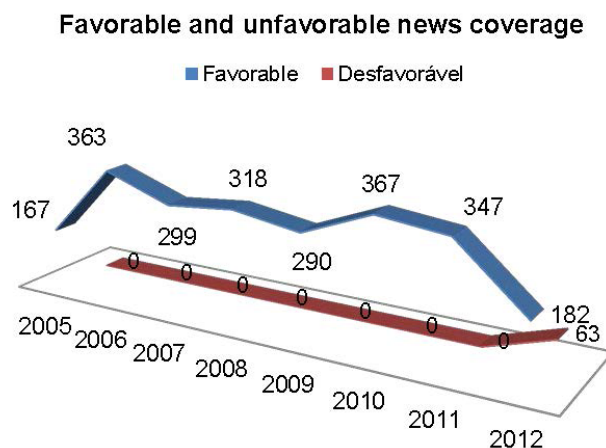 Favorable and unfavorable news coverage
Favorable Desfavorável
363
318
367
347
167
299
290
0 0 0 0 0 0 0
182
63
2005 2006 2007 2008 2009 2010 2011 2012